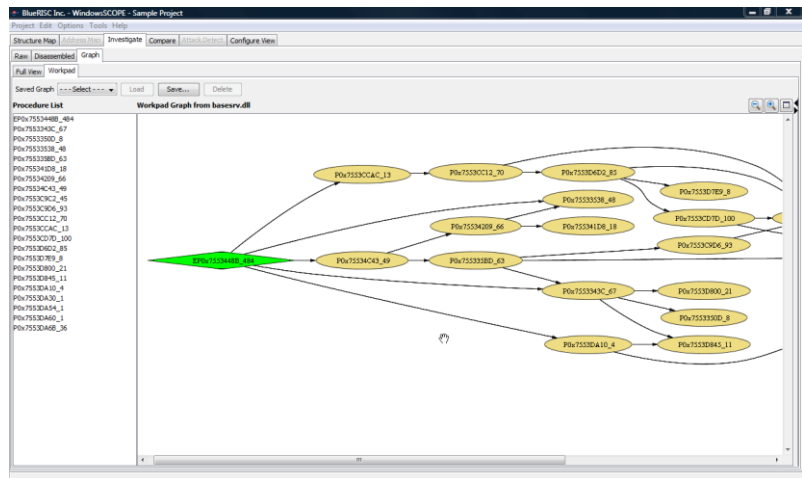 BlueRISC Inc. - WindowsSCOPE - Sample Project
Project Edit Options Tools Help
Structure Map Address Map Investigate Compare Attack Detect Configure View
Raw Disassembled Graph
Full View Workpad
Saved Graph - - - Select - - - Load Save... Delete
Procedure List Workpad Graph from basesrv.dll
EP0x7553448B_484
P0x7553343C_67
P0x7553350D_8
P0x75533538_48
P0x755335BD_63
P0x755341D8_18
P0x75534209_66
P0x75534C43_49
P0x7553C9C2_45
P0x7553C9D6_93
P0x7553CC12_70
P0x7553CCAC_13
P0x7553CD7D_100
P0x7553D6D2_85
P0x7553D7E9_8
P0x7553D800_21
P0x7553D845_11
P0x7553DA10_4
P0x7553DA30_1
P0x7553DA54_1
P0x7553DA60_1
P0x7553DA6B_36
P0x7553CCAC_13
P0x7553CC12_70
P0x7553D6D2_85
P0x7553D7E9_8
P0x75533538_48
P0x7553CD7D_100
P0x75534209_66
P0x755341D8_18
P0x7553C9D6_93
EP0x7553448B_484
P0x75534C43_49
P0x755335BD_63
P0x7553343C_67
P0x7553D800_21
P0x7553350D_8
P0x7553DA10_4
P0x7553D845_11